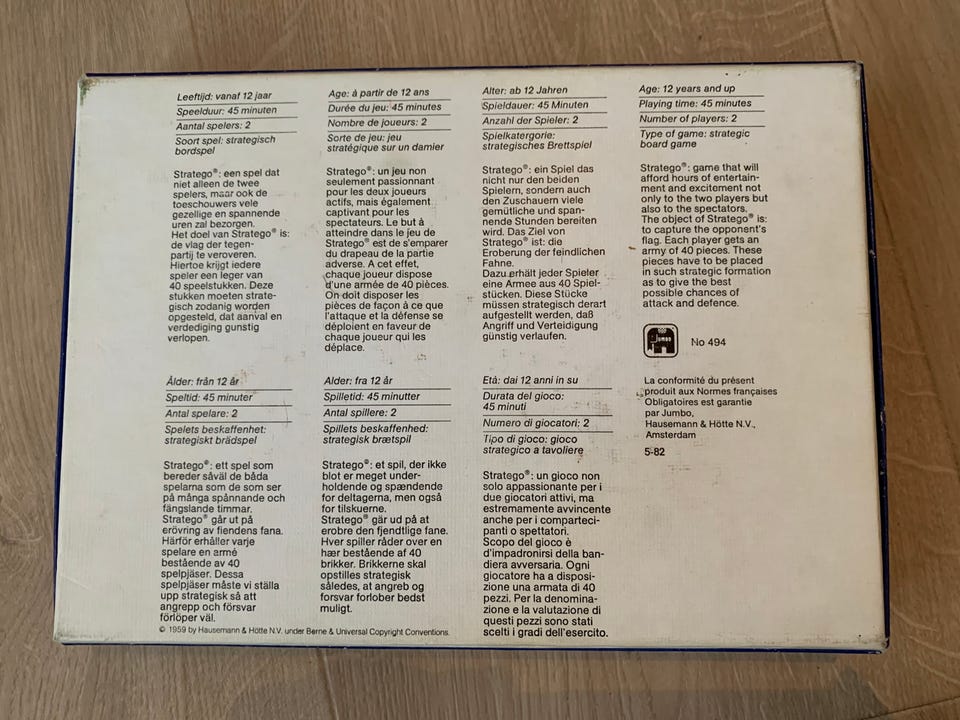 Leeftijd: vanaf 12 jaar
Speelduur: 45 minuten
Aantal spelers: 2
Soort spel: strategisch
bordspel
Stratego®: een spel dat
niet alleen de twee
spelers, maar ook de
toeschouwers vele
gezellige en spannende
uren zal bezorgen.
Het doel van Stratego® is:
de vlag der tegen-
partij te veroveren.
Hiertoe krijgt iedere
speler een leger van
40 speelstukken. Deze
stukken moeten strate-
gisch zodanig worden
opgesteld, dat aanval en
verdediging gunstig
verlopen.
Age: à partir de 12 ans
Durée du jeu: 45 minutes
Nombre de joueurs: 2
Sorte de jeu: jeu
stratégique sur un damier
Stratego®: un jeu non
seulement passionnant
pour les deux joueurs
actifs, mais également
captivant pour les
spectateurs. Le but à
atteindre dans le jeu de
Stratego® est de s'emparer
du drapeau de la partie
adverse. A cet effet,
chaque joueur dispose
d'une armée de 40 pièces.
On doit disposer les
pièces de façon à ce que
l'attaque et la défense se
déploient en faveur de
chaque joueur qui les
déplace.
Alter: ab 12 Jahren
Spieldauer: 45 Minuten
Anzahl der Spieler: 2
Spielkatergorie:
strategisches Brettspiel
Stratego®: ein Spiel das
nicht nur den beiden
Spielern, sondern auch
den Zuschauern viele
gemütliche und span-
nende Stunden bereiten
wird. Das Ziel von
Stratego® ist: die
Eroberung der feindlichen
Fahne.
Dazu erhält jeder Spieler
eine Armee aus 40 Spiel-
stücken. Diese Stücke
müssen strategisch derart
aufgestellt werden, daß
Angriff und Verteidigung
günstig verlaufen.
Age: 12 years and up
Playing time: 45 minutes
Number of players: 2
Type of game: strategic
board game
Stratego®: game that will
afford hours of entertain-
ment and excitement not
only to the two players but
also to the spectators.
The object of Stratego® is:
to capture the opponent's
flag. Each player gets an
army of 40 pieces. These
pieces have to be placed
in such strategic formation
as to give the best
possible chances of
attack and defence.
Jumbo
No 494
Ålder: från 12 år
Speltid: 45 minuter
Antal spelare: 2
Spelets beskaffenhet:
strategiskt brädspel
Stratego®: ett spel som
bereder såväl de båda
spelarna som de som ser
på många spännande och
fängslande timmar.
Stratego® går ut på
erövring av fiendens fana.
Härför erhåller varje
spelare en armé
bestående av 40
spelpjäser. Dessa
spelpjäser måste vi ställa
upp strategisk så att
angrepp och försvar
förlöper väl.
Alder: fra 12 år
Spilletid: 45 minutter
Antal spillere: 2
Spillets beskaffenhed:
strategisk brætspil
Stratego®: et spil, der ikke
blot er meget under-
holdende og spændende
for deltagerna, men også
for tilskuerne.
Stratego® gär ud på at
erobre den fjendtlige fane.
Hver spiller råder over en
hær bestående af 40
brikker. Brikkerne skal
opstilles strategisk
således, at angreb og
forsvar forlober bedst
muligt.
Età: dai 12 anni in su
Durata del gioco:
45 minuti
Numero di giocatori: 2
Tipo di gioco: gioco
strategico a tavoliere
Stratego®: un gioco non
solo appassionante per i
due giocatori attivi, ma
estremamente avvincente
anche per i comparteci-
panti o spettatori.
Scopo del gioco è
d'impadronirsi della ban-
diera avversaria. Ogni
giocatore ha a disposi-
zione una armata di 40
pezzi. Per la denomina-
zione e la valutazione di
questi pezzi sono stati
scelti i gradi dell'esercito.
La conformité du présent
produit aux Normes françaises
Obligatoires est garantie
par Jumbo,
Hausemann & Hötte N.V.,
Amsterdam
5-82
© 1959 by Hausemann & Hötte N.V. under Berne & Universal Copyright Conventions.